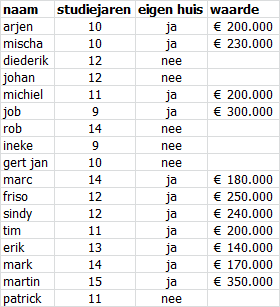 naam studiejaren eigen huis waarde
arjen 10 ja € 200.000
mischa 10 ja € 230.000
diederik 12 nee
johan 12 nee
michiel 11 ja € 200.000
job 9 ja € 300.000
rob 14 nee
ineke 9 nee
gert jan 10 nee
marc 14 ja € 180.000
friso 12 ja € 250.000
sindy 12 ja € 240.000
tim 11 ja € 200.000
erik 13 ja € 140.000
mark 14 ja € 170.000
martin 15 ja € 350.000
patrick 11 nee